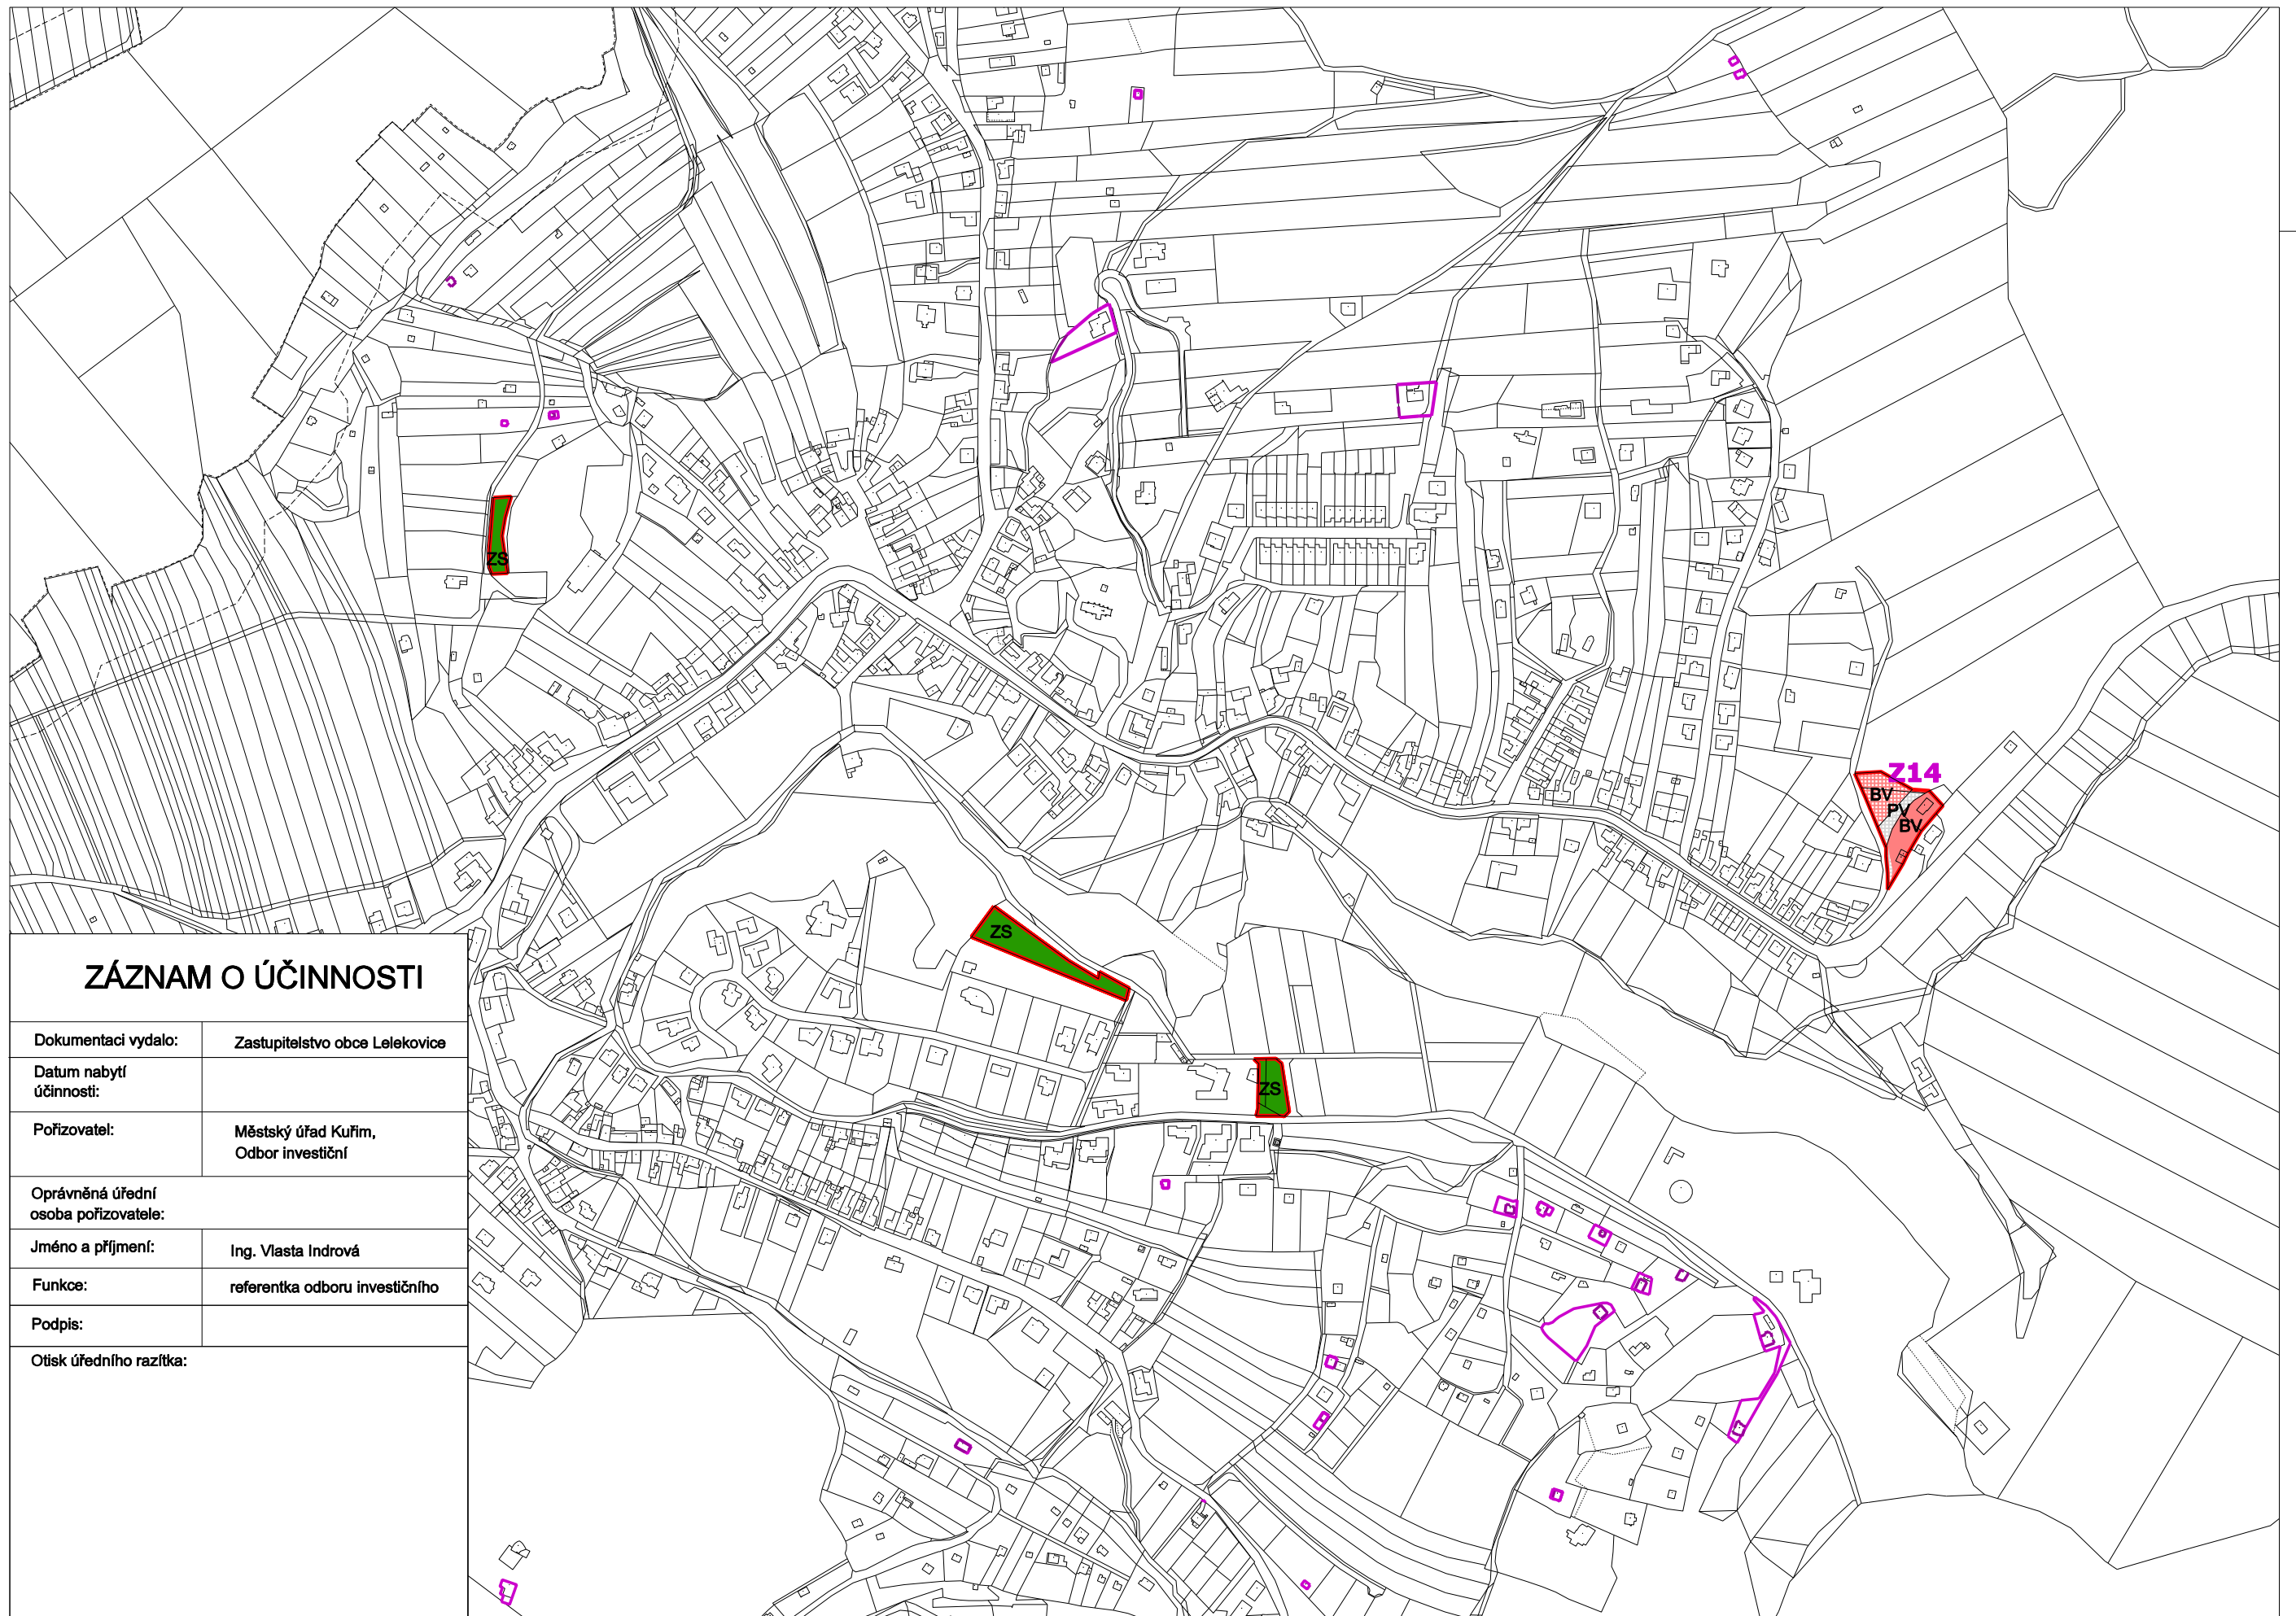 ZS
Z14
BV
PV
BV
ZS
ZS
ZÁZNAM O ÚČINNOSTI
Dokumentaci vydalo: Zastupitelstvo obce Lelekovice
Datum nabytí
účinnosti:
Pořizovatel: Městský úřad Kuřim,
Odbor investiční
Oprávněná úřední
osoba pořizovatele:
Jméno a příjmení: Ing. Vlasta Indrová
Funkce: referentka odboru investičního
Podpis:
Otisk úředního razítka: